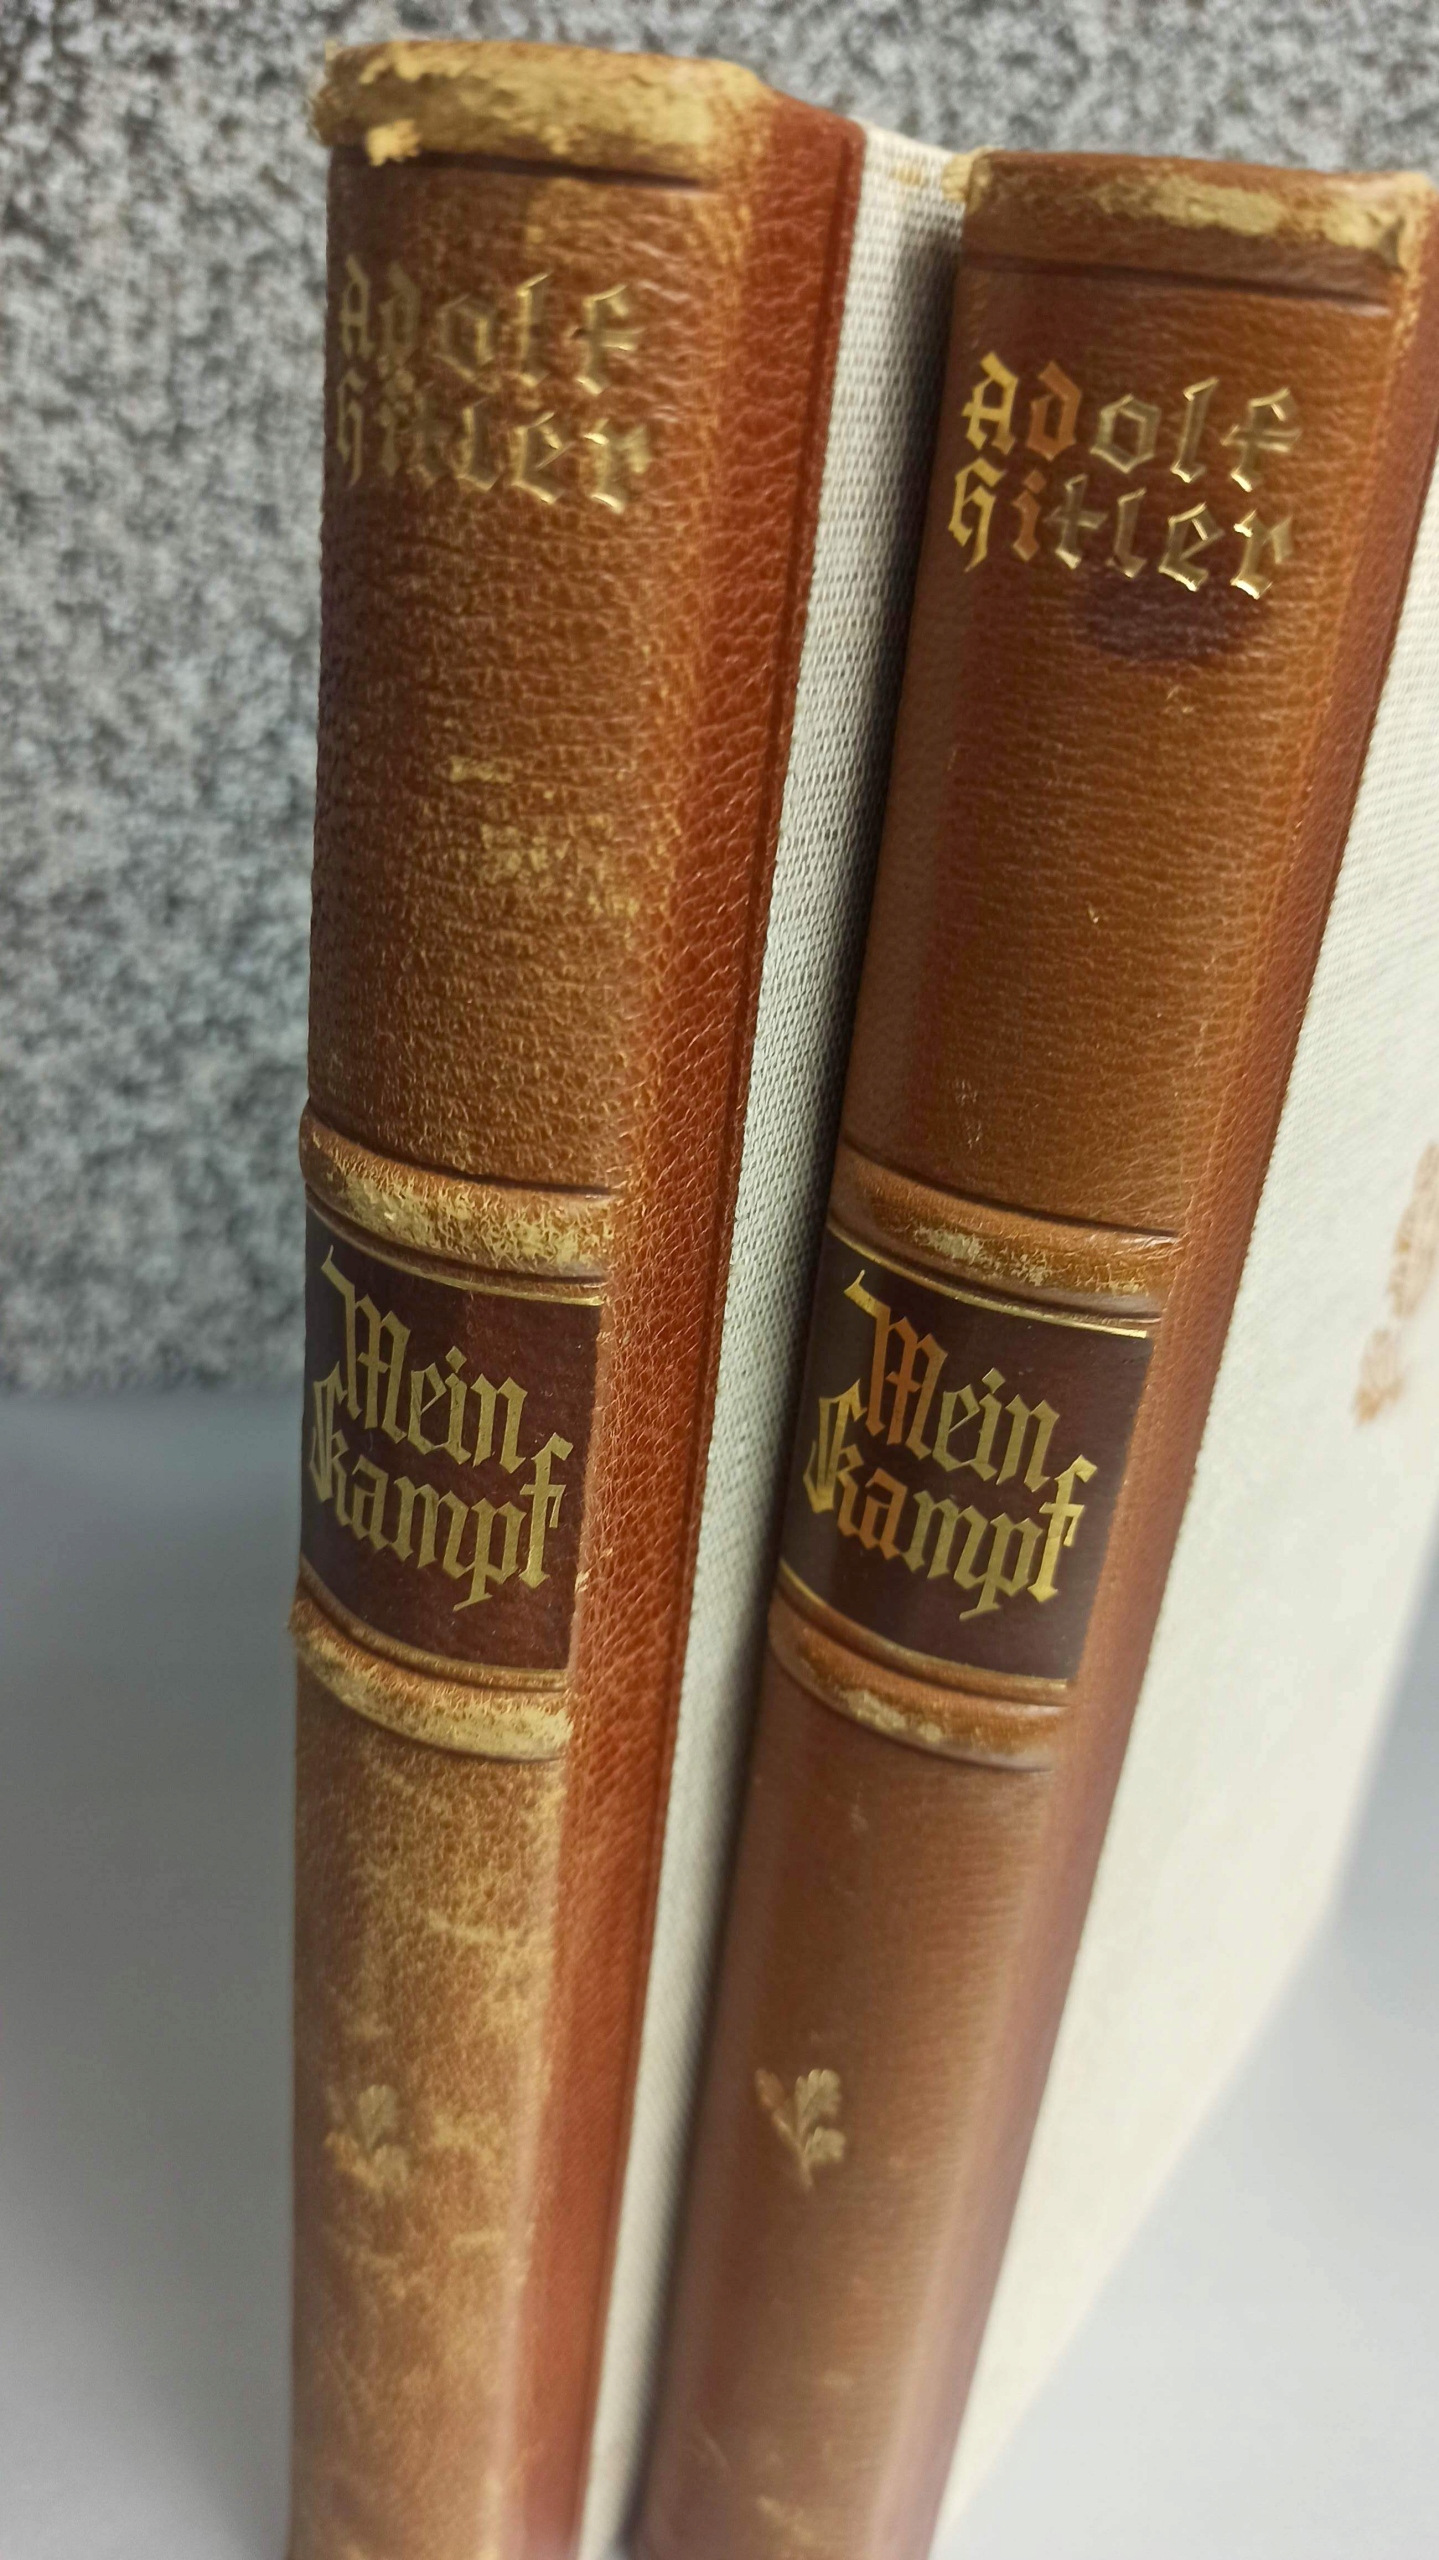 Adolf
Hitler
Mein
Kampf
Adolf
Hitler
Mein
Kampf